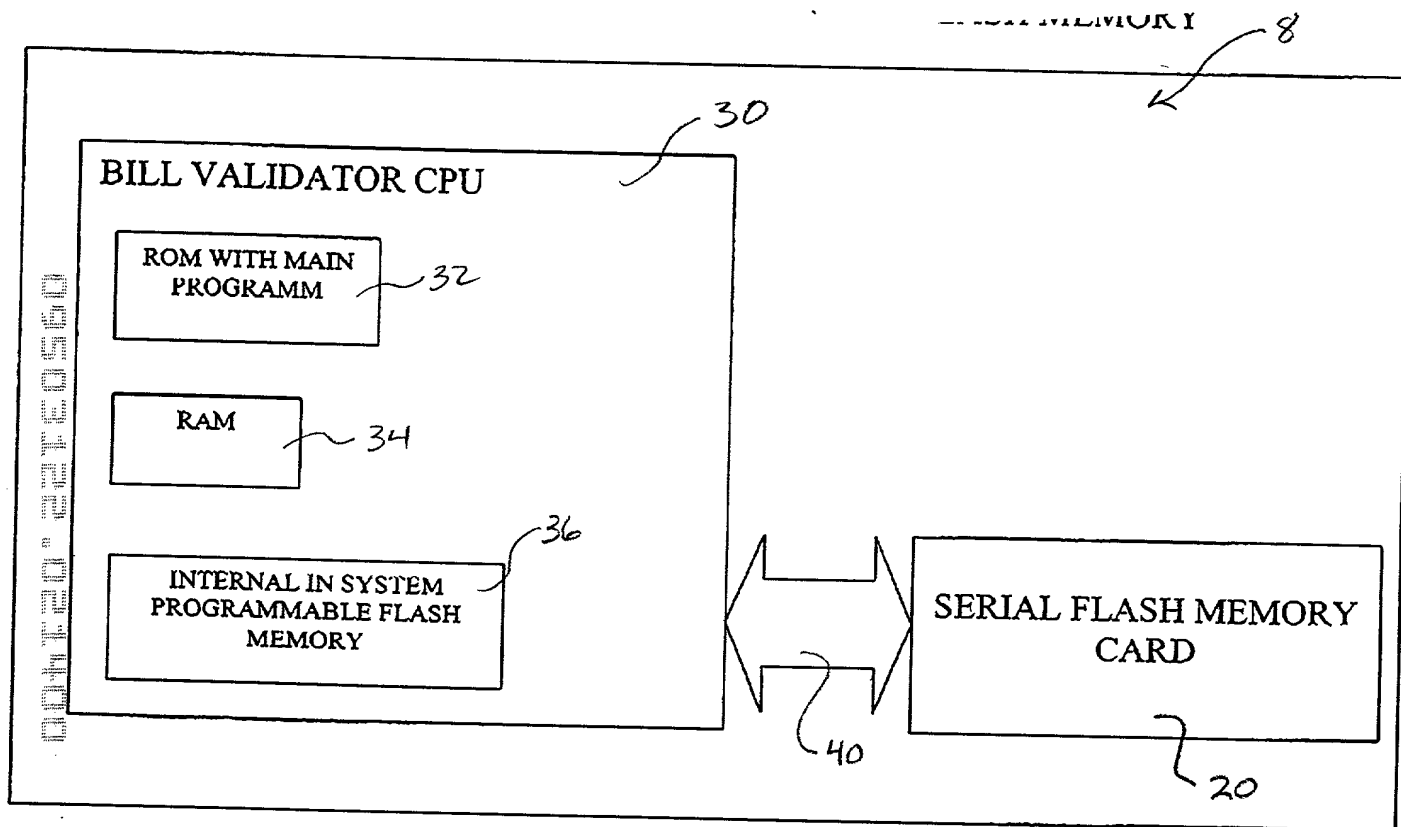 MEMORY
8
30
BILL VALIDATOR CPU
ROM WITH MAIN
PROGRAMM
32
RAM
34
36
INTERNAL IN SYSTEM
PROGRAMMABLE FLASH
MEMORY
SERIAL FLASH MEMORY
CARD
40
20